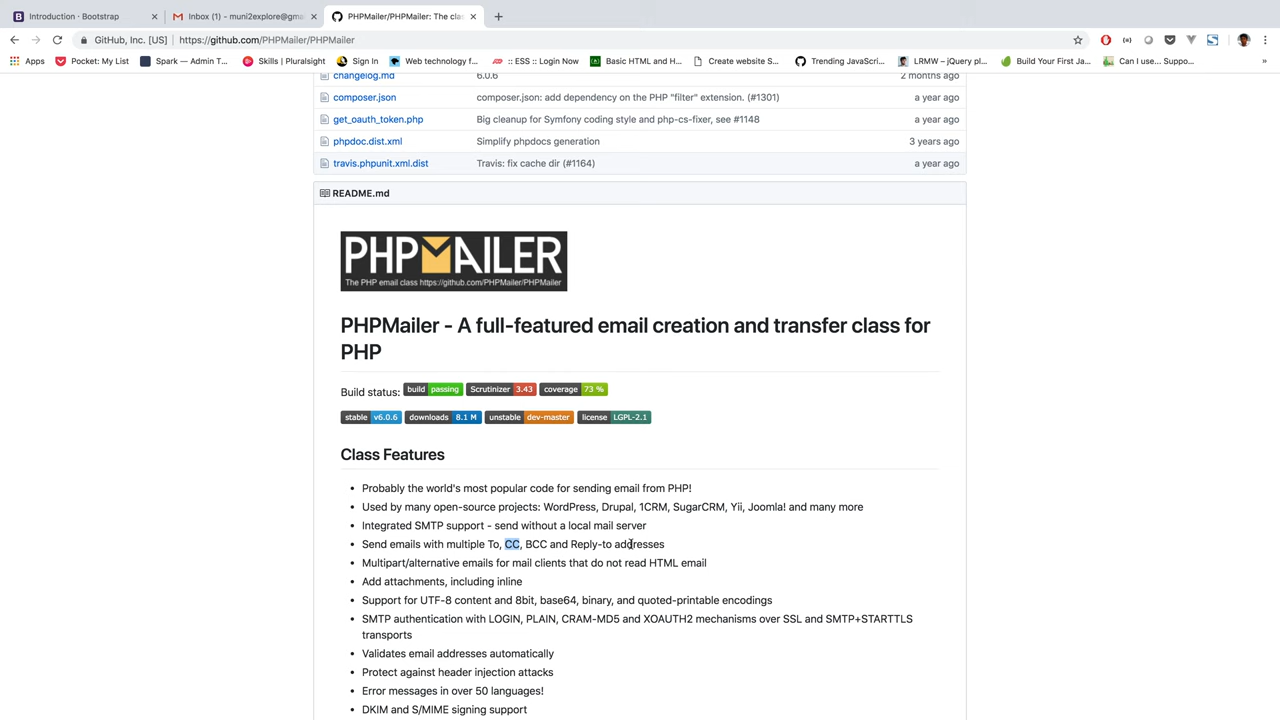 Introduction · Bootstrap
Inbox (1) - muni2explore@gma
PHPMailer/PHPMailer: The cla
GitHub, Inc. [US] https://github.com/PHPMailer/PHPMailer
Apps Pocket: My List Spark — Admin T... Skills | Pluralsight Sign In Web technology f... :: ESS :: Login Now Basic HTML and H... Create website S... Trending JavaScri... LRMW – jQuery pl... Build Your First Ja... Can I use... Suppo... »
changelog.md 6.0.6 2 months ago
composer.json composer.json: add dependency on the PHP "filter" extension. (#1301) a year ago
get_oauth_token.php Big cleanup for Symfony coding style and php-cs-fixer, see #1148 a year ago
phpdoc.dist.xml Simplify phpdocs generation 3 years ago
travis.phpunit.xml.dist Travis: fix cache dir (#1164) a year ago
README.md
PHPMAILER
The PHP email class https://github.com/PHPMailer/PHPMailer
PHPMailer - A full-featured email creation and transfer class for
PHP
Build status: build passing Scrutinizer 3.43 coverage 73 %
stable v6.0.6 downloads 8.1 M unstable dev-master license LGPL-2.1
Class Features
• Probably the world's most popular code for sending email from PHP!
• Used by many open-source projects: WordPress, Drupal, 1CRM, SugarCRM, Yii, Joomla! and many more
• Integrated SMTP support - send without a local mail server
• Send emails with multiple To, CC, BCC and Reply-to addresses
• Multipart/alternative emails for mail clients that do not read HTML email
• Add attachments, including inline
• Support for UTF-8 content and 8bit, base64, binary, and quoted-printable encodings
• SMTP authentication with LOGIN, PLAIN, CRAM-MD5 and XOAUTH2 mechanisms over SSL and SMTP+STARTTLS
transports
• Validates email addresses automatically
• Protect against header injection attacks
• Error messages in over 50 languages!
• DKIM and S/MIME signing support